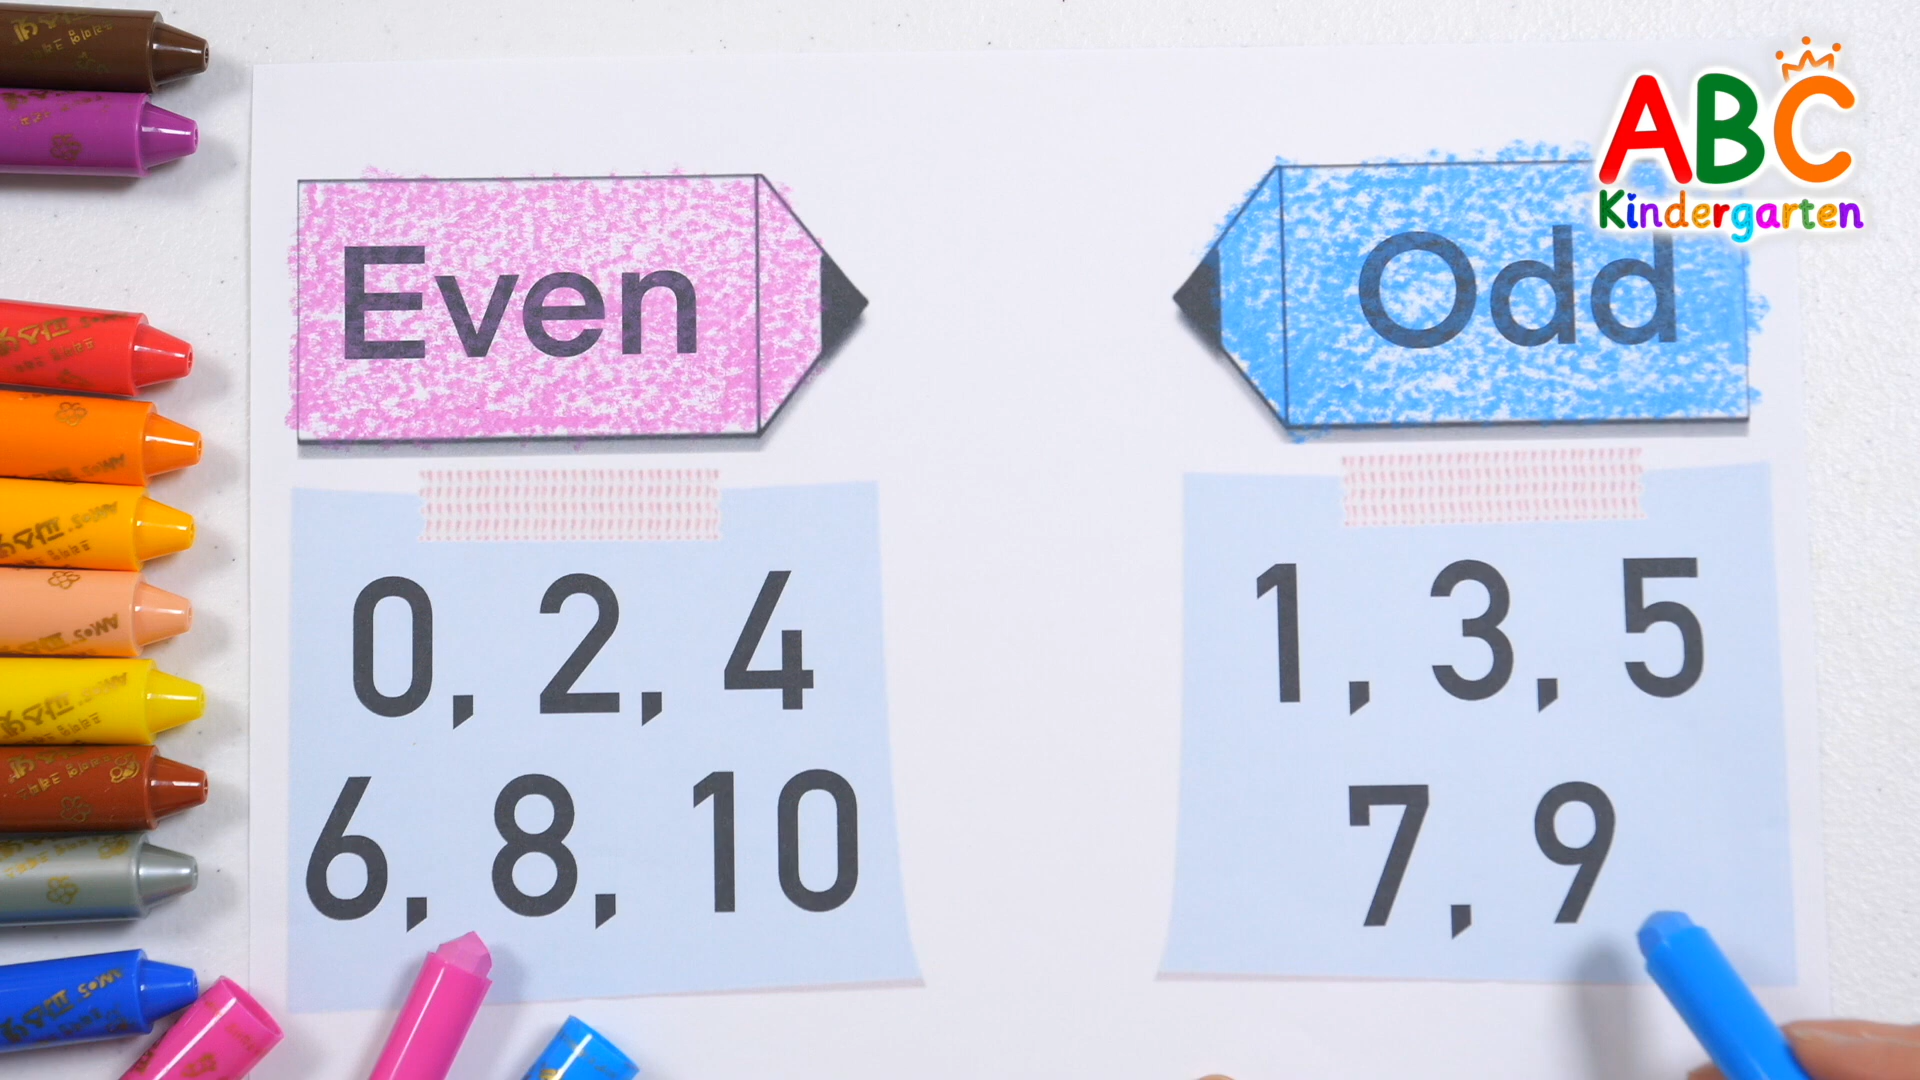 ABC
Kindergarten
Even
Odd
0, 2, 4
6, 8, 10
1, 3, 5
7, 9